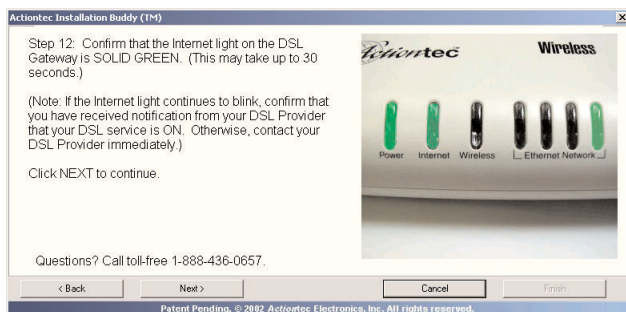 Actiontec Installation Buddy (TM)
Step 12: Confirm that the Internet light on the DSL
Gateway is SOLID GREEN. (This may take up to 30
seconds.)
(Note: If the Internet light continues to blink, confirm that
you have received notification from your DSL Provider
that your DSL service is ON. Otherwise, contact your
DSL Provider immediately.)
Click NEXT to continue.
Questions? Call toll-free 1-888-436-0657.
Actiontec Wireless
Power Internet Wireless Ethernet Network
< Back Next > Cancel Finish
Patent Pending, © 2002 Actiontec Electronics, Inc. All rights reserved.